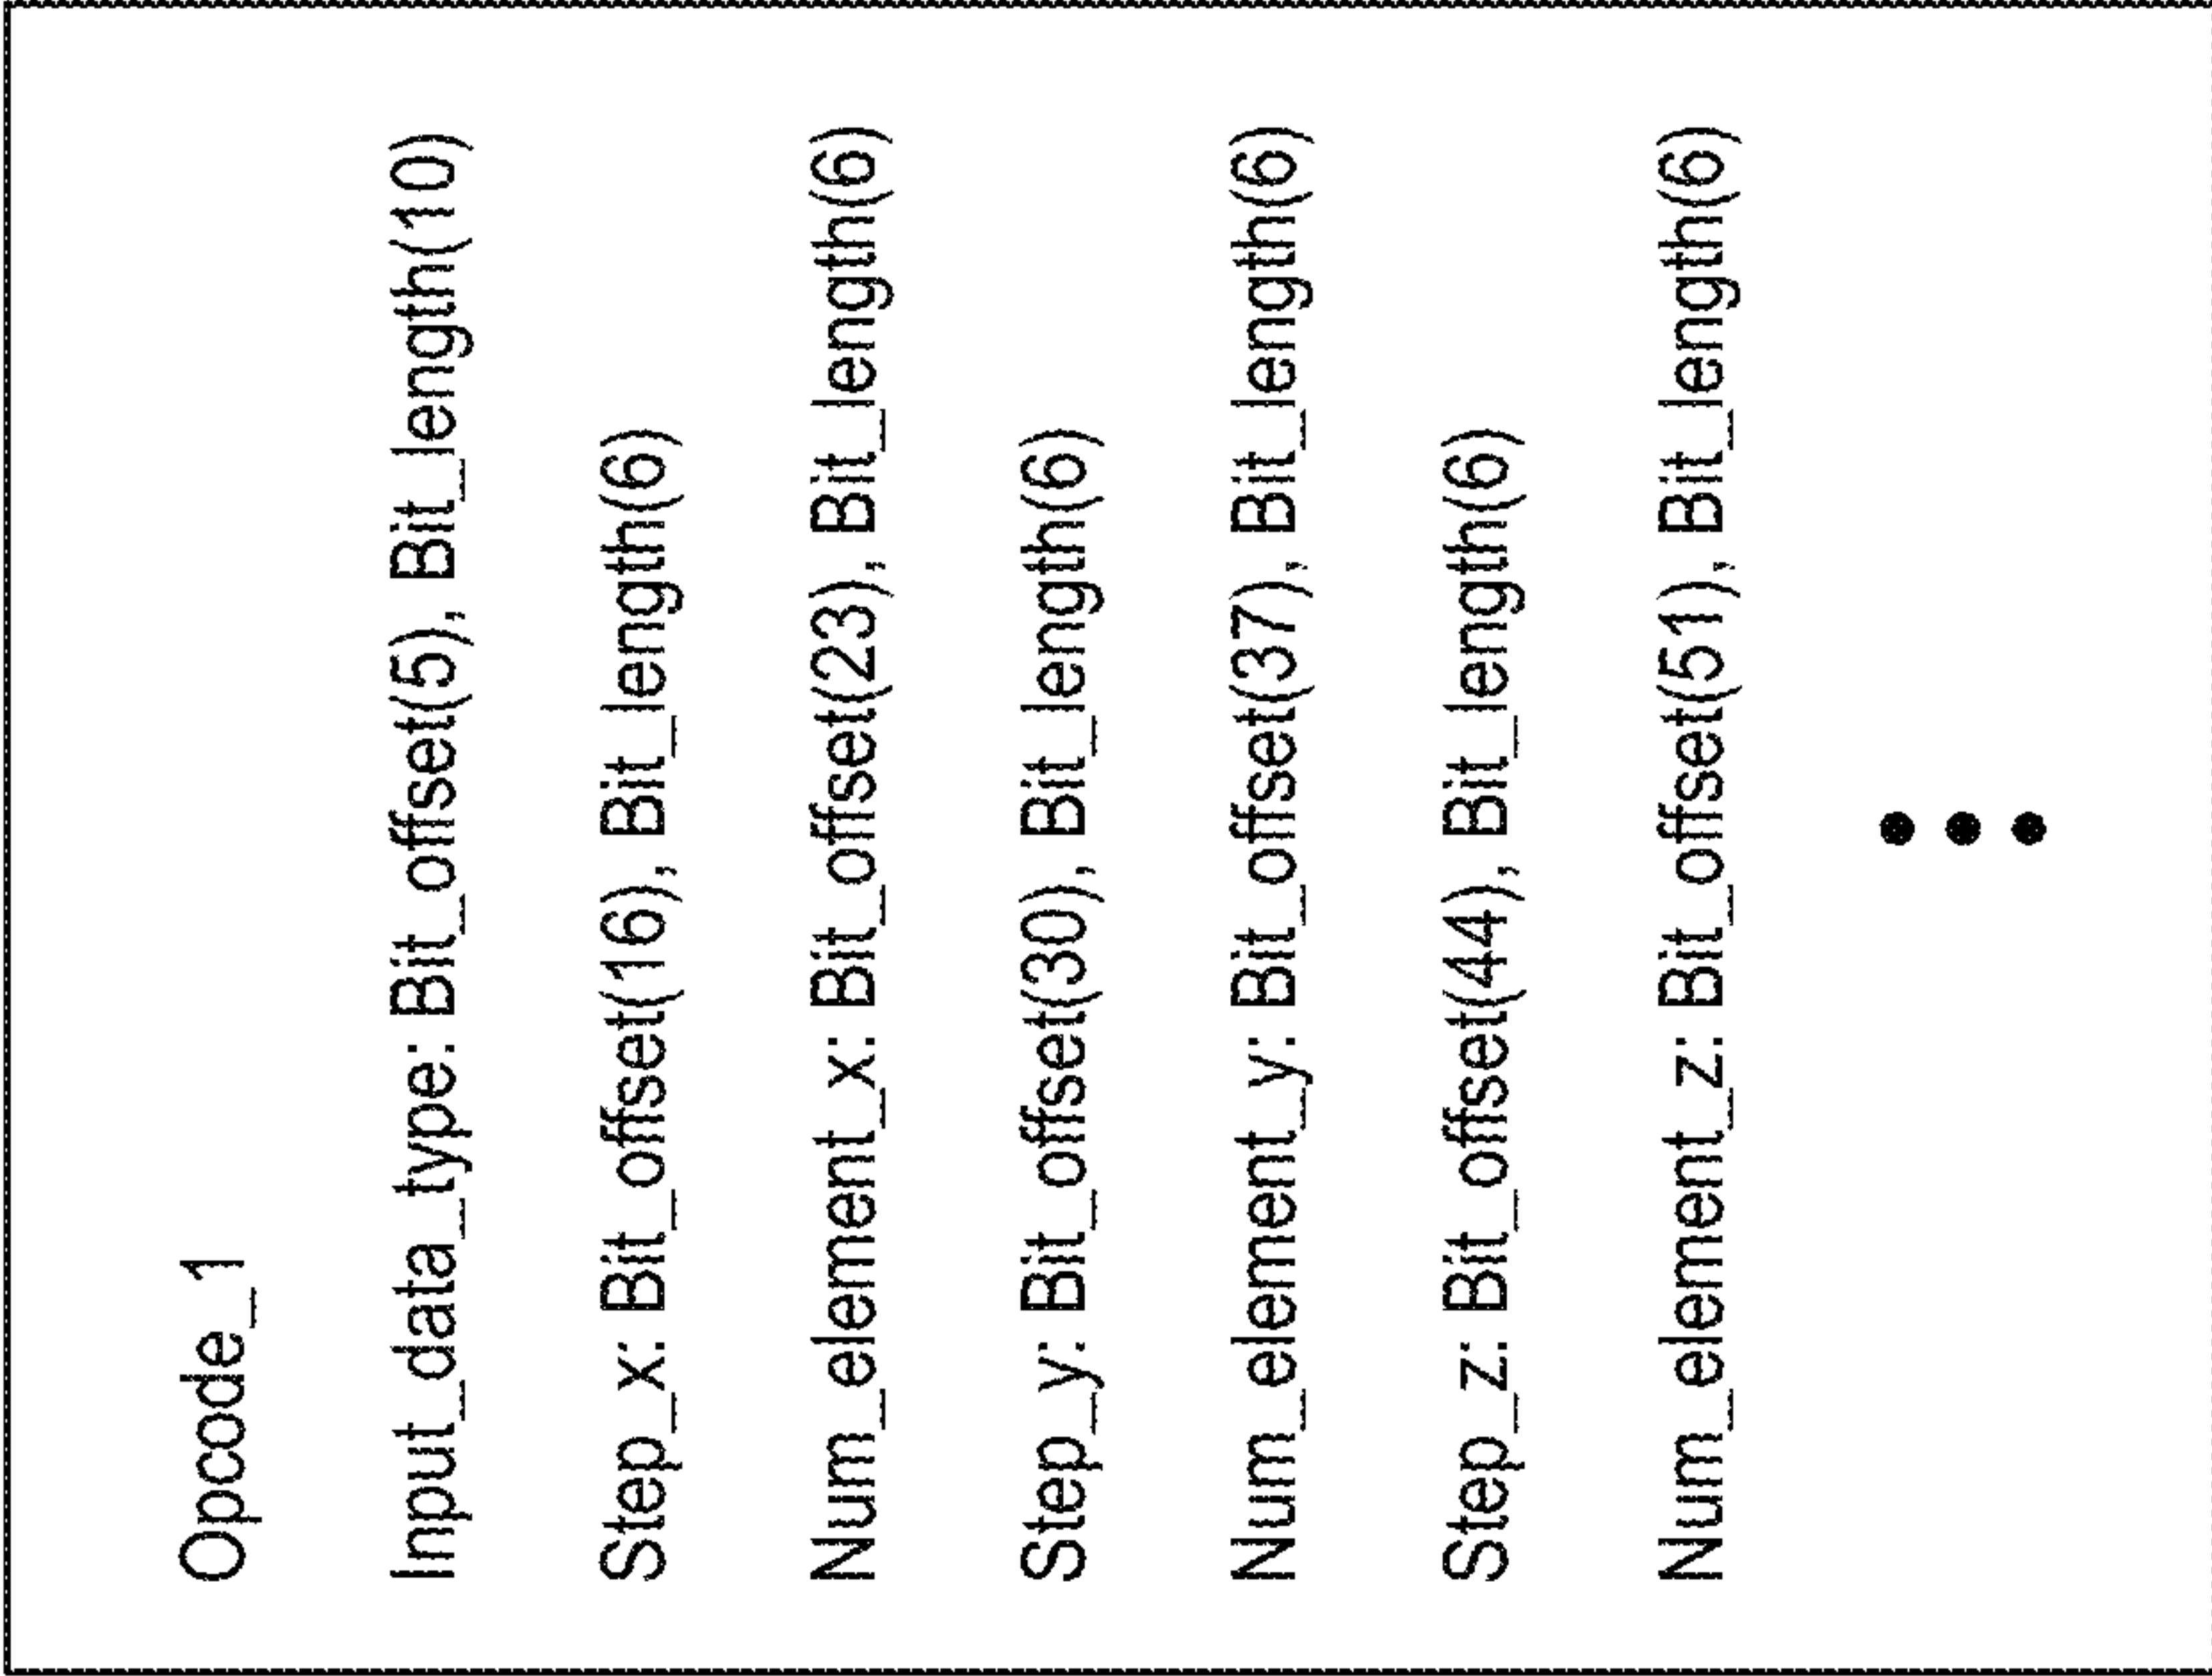 Opcode_1
Input_data_type: Bit_offset(5), Bit_length(10)
Step_x: Bit_offset(16), Bit_length(6)
Num_element_x: Bit_offset(23), Bit_length(6)
Step_y: Bit_offset(30), Bit_length(6)
Num_element_y: Bit_offset(37), Bit_length(6)
Step_z: Bit_offset(44), Bit_length(6)
Num_element_z: Bit_offset(51), Bit_length(6)